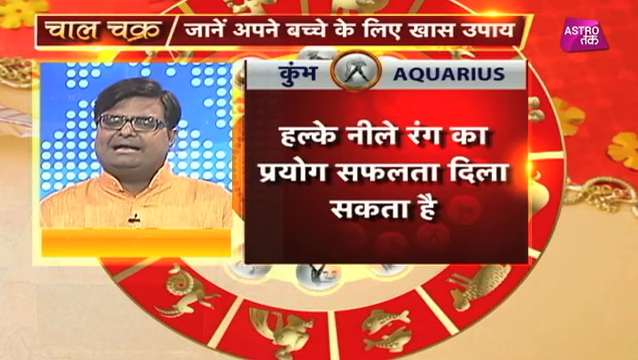 चाल चक्र जानें अपने बच्चे के लिए खास उपाय
ASTRO
तक
कुंभ AQUARIUS
हल्के नीले रंग का
प्रयोग सफलता दिला
सकता है